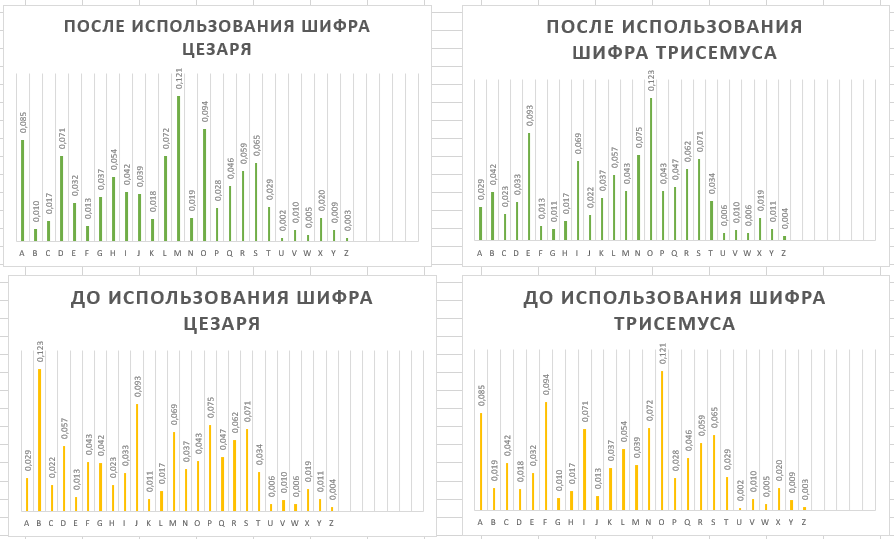 ПОСЛЕ ИСПОЛЬЗОВАНИЯ ШИФРА
ЦЕЗАРЯ
0,085 0,010 0,017 0,071 0,032 0,013 0,037 0,054 0,042 0,039 0,018 0,072 0,121 0,019 0,094 0,028 0,046 0,059 0,065 0,029 0,002 0,010 0,005 0,020 0,009 0,003
A B C D E F G H I J K L M N O P Q R S T U V W X Y Z
ПОСЛЕ ИСПОЛЬЗОВАНИЯ
ШИФРА ТРИСЕМУСА
0,029 0,042 0,023 0,033 0,093 0,013 0,011 0,017 0,069 0,022 0,037 0,057 0,043 0,075 0,123 0,043 0,047 0,062 0,071 0,034 0,006 0,010 0,006 0,019 0,011 0,004
A B C D E F G H I J K L M N O P Q R S T U V W X Y Z
ДО ИСПОЛЬЗОВАНИЯ ШИФРА
ЦЕЗАРЯ
0,029 0,123 0,022 0,057 0,013 0,043 0,042 0,023 0,033 0,093 0,011 0,017 0,069 0,037 0,043 0,075 0,047 0,062 0,071 0,034 0,006 0,010 0,006 0,019 0,011 0,004
A B C D E F G H I J K L M N O P Q R S T U V W X Y Z
ДО ИСПОЛЬЗОВАНИЯ ШИФРА
ТРИСЕМУСА
0,085 0,019 0,042 0,018 0,032 0,094 0,010 0,017 0,071 0,013 0,037 0,054 0,039 0,072 0,121 0,028 0,046 0,059 0,065 0,029 0,002 0,010 0,005 0,020 0,009 0,003
A B C D E F G H I J K L M N O P Q R S T U V W X Y Z